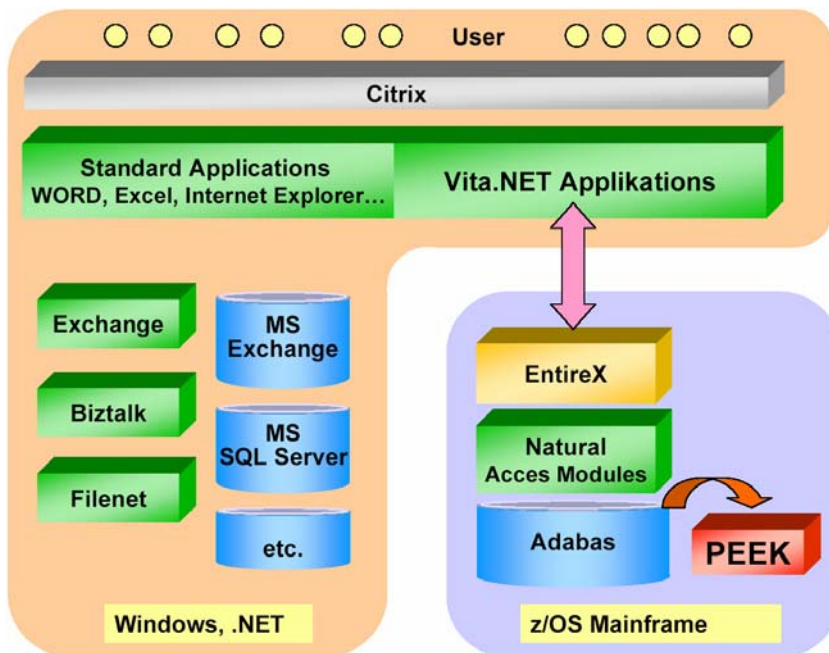 User
Citrix
Standard Applications
WORD, Excel, Internet Explorer...
Vita.NET Applikations
Exchange
MS
Exchange
Biztalk
MS
SQL Server
Filenet
etc.
Windows, .NET
EntireX
Natural
Acces Modules
Adabas
PEEK
z/OS Mainframe